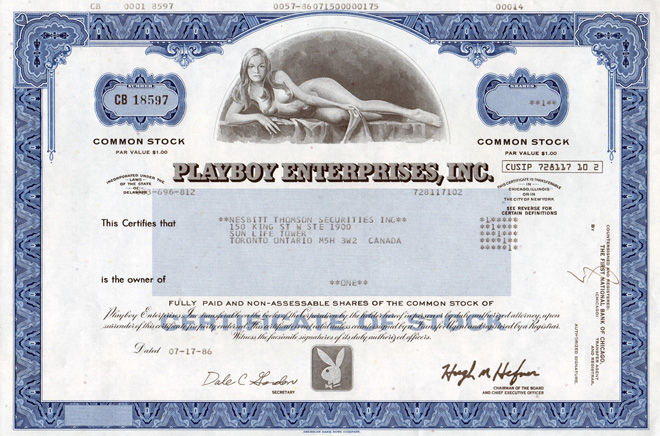 CB 0001 8597 0057-86071500000175 00014
NUMBER
CB 18597
SHARES
**1**
COMMON STOCK
PAR VALUE $1.00
COMMON STOCK
PAR VALUE $1.00
PLAYBOY ENTERPRISES, INC.
CUSIP 728117 10 2
INCORPORATED UNDER
THE LAWS
OF THE STATE
OF
DELAWARE
-696-812
728117102
THIS CERTIFICATE IS TRANSFERABLE
IN
CHICAGO, ILLINOIS
OR IN
THE CITY OF NEW YORK
SEE REVERSE FOR
CERTAIN DEFINITIONS
This Certifies that
**NESBITT THOMSON SECURITIES INC**
150 KING ST W STE 1900
SUN LIFE TOWER
TORONTO ONTARIO M5H 3W2 CANADA
is the owner of
**ONE**
FULLY PAID AND NON-ASSESSABLE SHARES OF THE COMMON STOCK OF
CERTIFICATE OF STOCK
Playboy Enterprises, Inc. transferable on the books of the Corporation by the holder hereof in person or by duly authorized attorney, upon
surrender of this certificate properly endorsed. This certificate is not valid unless countersigned by a Transfer Agent and registered by a Registrar.
Witness the facsimile signatures of its duly authorized officers.
Dated 07-17-86
Dale C. Gordon
SECRETARY
Hugh M. Hefner
CHAIRMAN OF THE BOARD
AND CHIEF EXECUTIVE OFFICER
COUNTERSIGNED AND REGISTERED:
THE FIRST NATIONAL BANK OF CHICAGO,
(CHICAGO)
TRANSFER AGENT
AND REGISTRAR,
BY
AUTHORIZED SIGNATURE.
AMERICAN BANK NOTE COMPANY.